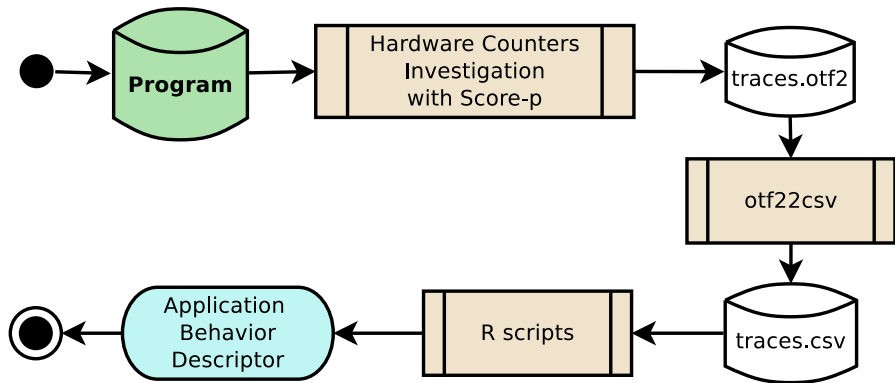 Program
Hardware Counters
Investigation
with Score-p
traces.otf2
otf22csv
traces.csv
R scripts
Application
Behavior
Descriptor